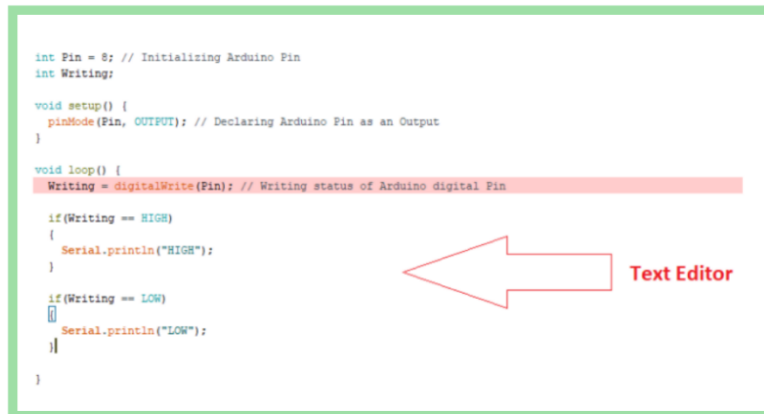 int Pin = 8; // Initializing Arduino Pin
int Writing;
void setup() {
pinMode(Pin, OUTPUT); // Declaring Arduino Pin as an Output
}
void loop() {
Writing = digitalWrite(Pin); // Writing status of Arduino digital Pin
if(Writing == HIGH)
{
Serial.println("HIGH");
}
if(Writing == LOW)
{
Serial.println("LOW");
}
}
Text Editor